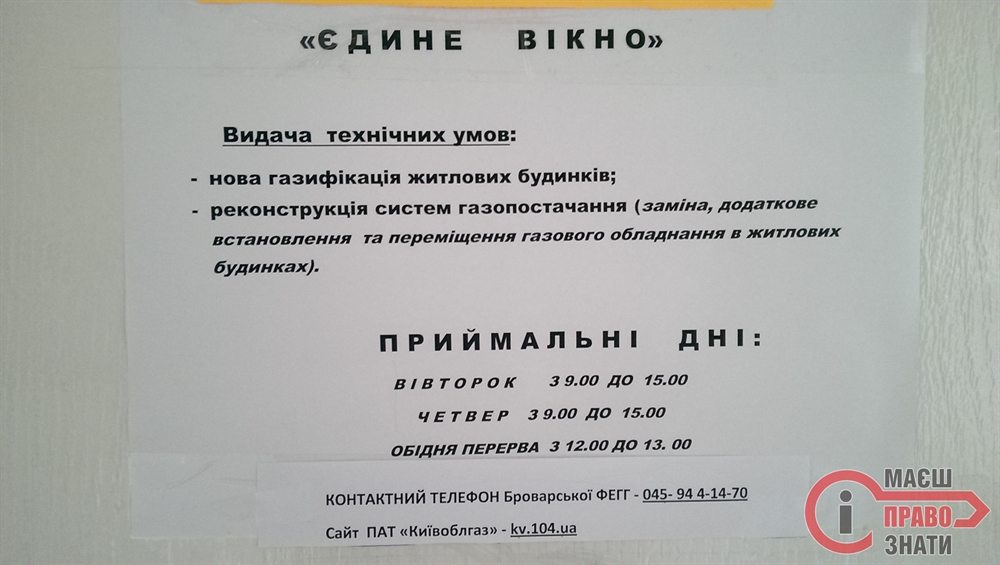 «ЄДИНЕ ВІКНО»
Видача технічних умов:
- нова газифікація житлових будинків;
- реконструкція систем газопостачання (заміна, додаткове
встановлення та переміщення газового обладнання в житлових
будинках).
ПРИЙМАЛЬНІ ДНІ:
ВІВТОРОК З 9.00 ДО 15.00
ЧЕТВЕР З 9.00 ДО 15.00
ОБІДНЯ ПЕРЕРВА З 12.00 ДО 13. 00
КОНТАКТНИЙ ТЕЛЕФОН Броварської ФЕГГ - 045- 94 4-14-70
Сайт ПАТ «Київоблгаз» - kv.104.ua
і МАЄШ
ПРАВО
ЗНАТИ